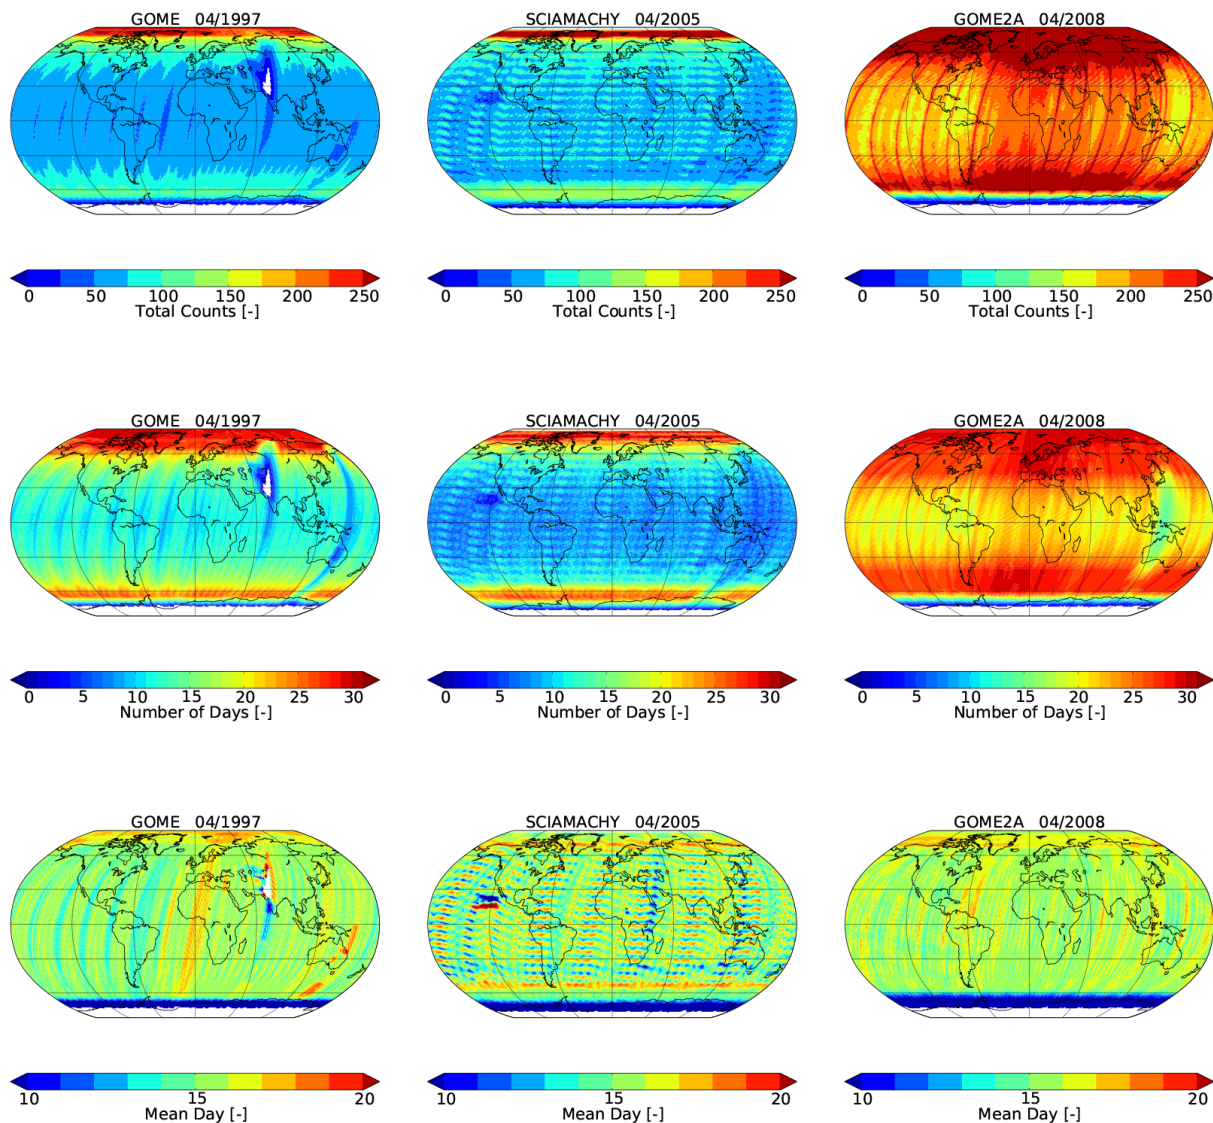 GOME 04/1997
SCIAMACHY 04/2005
GOME2A 04/2008
0 50 100 150 200 250
Total Counts [-]
0 50 100 150 200 250
Total Counts [-]
0 50 100 150 200 250
Total Counts [-]
GOME 04/1997
SCIAMACHY 04/2005
GOME2A 04/2008
0 5 10 15 20 25 30
Number of Days [-]
0 5 10 15 20 25 30
Number of Days [-]
0 5 10 15 20 25 30
Number of Days [-]
GOME 04/1997
SCIAMACHY 04/2005
GOME2A 04/2008
10 15 20
Mean Day [-]
10 15 20
Mean Day [-]
10 15 20
Mean Day [-]